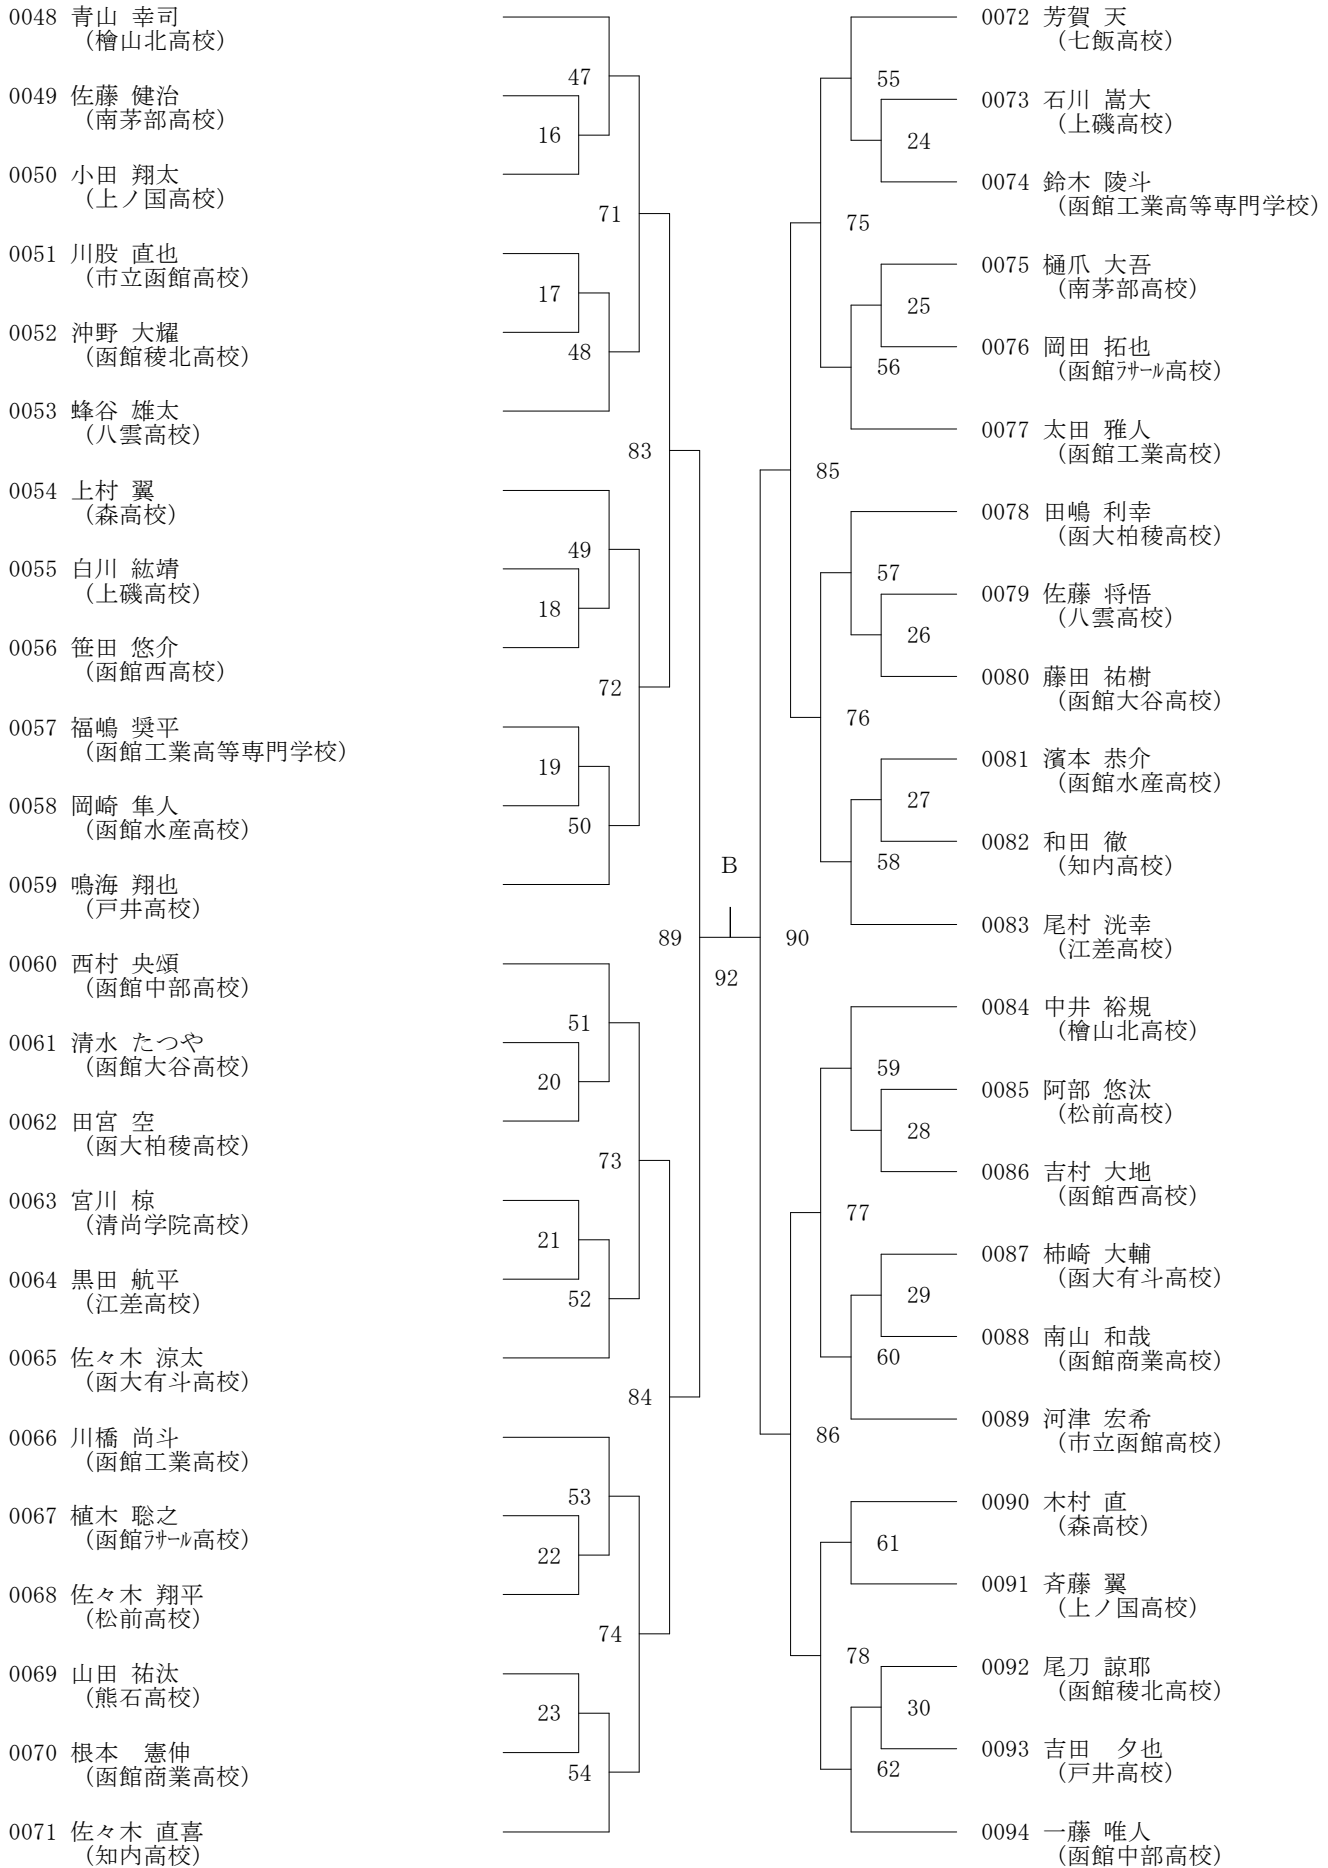 0048 青山 幸司
(檜山北高校)
0049 佐藤 健治
(南茅部高校)
0050 小田 翔太
(上ノ国高校)
0051 川股 直也
(市立函館高校)
0052 沖野 大耀
(函館稜北高校)
0053 蜂谷 雄太
(八雲高校)
0054 上村 翼
(森高校)
0055 白川 紘靖
(上磯高校)
0056 笹田 悠介
(函館西高校)
0057 福嶋 奨平
(函館工業高等専門学校)
0058 岡崎 隼人
(函館水産高校)
0059 鳴海 翔也
(戸井高校)
0060 西村 央頌
(函館中部高校)
0061 清水 たつや
(函館大谷高校)
0062 田宮 空
(函大柏稜高校)
0063 宮川 椋
(清尚学院高校)
0064 黒田 航平
(江差高校)
0065 佐々木 涼太
(函大有斗高校)
0066 川橋 尚斗
(函館工業高校)
0067 植木 聡之
(函館ﾗｻｰﾙ高校)
0068 佐々木 翔平
(松前高校)
0069 山田 祐汰
(熊石高校)
0070 根本　憲伸
(函館商業高校)
0071 佐々木 直喜
(知内高校)
47
16
71
17
48
83
49
18
72
19
50
89
51
20
73
21
52
84
53
22
74
23
54
B
92
90
55
24
75
25
56
85
57
26
76
27
58
59
28
77
29
60
86
61
78
30
62
0072 芳賀 天
(七飯高校)
0073 石川 嵩大
(上磯高校)
0074 鈴木 陵斗
(函館工業高等専門学校)
0075 樋爪 大吾
(南茅部高校)
0076 岡田 拓也
(函館ﾗｻｰﾙ高校)
0077 太田 雅人
(函館工業高校)
0078 田嶋 利幸
(函大柏稜高校)
0079 佐藤 将悟
(八雲高校)
0080 藤田 祐樹
(函館大谷高校)
0081 濱本 恭介
(函館水産高校)
0082 和田 徹
(知内高校)
0083 尾村 洸幸
(江差高校)
0084 中井 裕規
(檜山北高校)
0085 阿部 悠汰
(松前高校)
0086 吉村 大地
(函館西高校)
0087 柿崎 大輔
(函大有斗高校)
0088 南山 和哉
(函館商業高校)
0089 河津 宏希
(市立函館高校)
0090 木村 直
(森高校)
0091 斉藤 翼
(上ノ国高校)
0092 尾刀 諒耶
(函館稜北高校)
0093 吉田　夕也
(戸井高校)
0094 一藤 唯人
(函館中部高校)